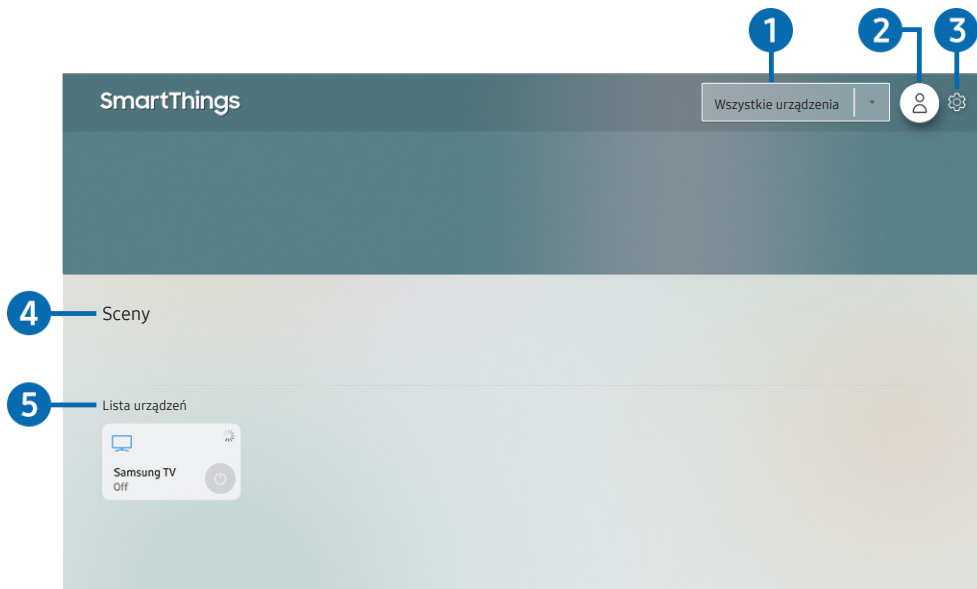 1 2 3
SmartThings
Wszystkie urządzenia
4 Sceny
5 Lista urządzeń
Samsung TV
Off